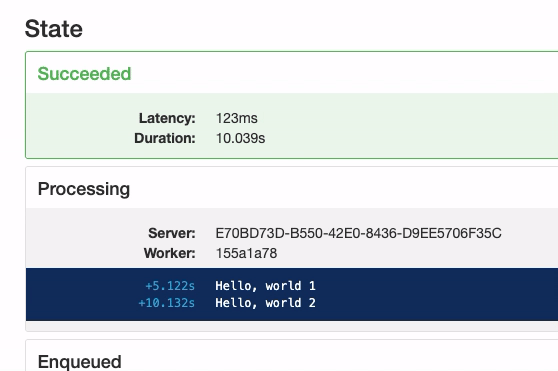 State
Succeeded
Latency: 123ms
Duration: 10.039s
Processing
Server: E70BD73D-B550-42E0-8436-D9EE5706F35C
Worker: 155a1a78
+5.122s Hello, world 1
+10.132s Hello, world 2
Enqueued